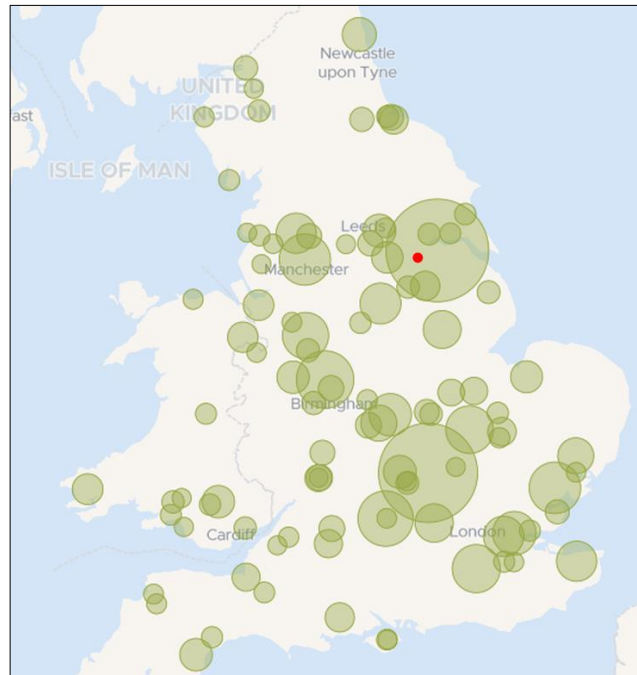 Newcastle
upon Tyne
UNITED
KINGDOM
ast
ISLE OF MAN
Leeds
Manchester
Birmingham
London
Cardiff